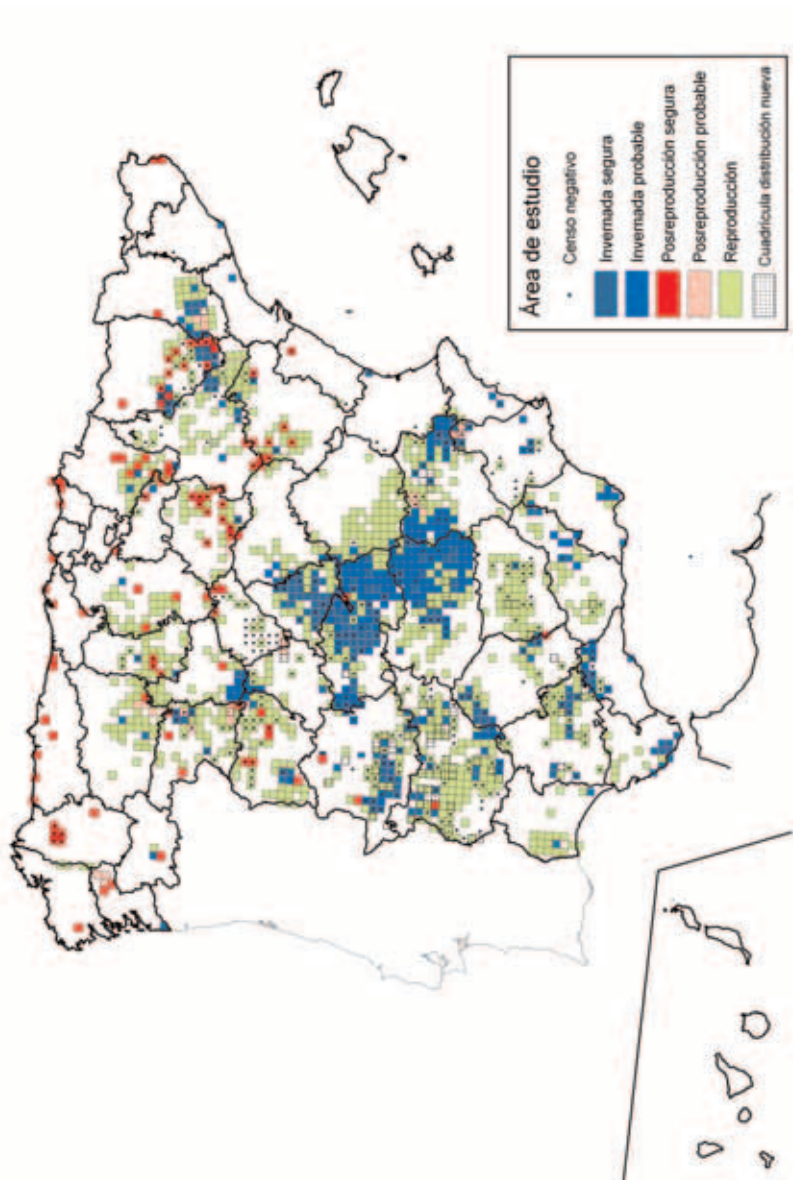 Área de estudio
Censo negativo
Invernada segura
Invernada probable
Posreproducción segura
Posreproducción probable
Reproducción
Cuadrícula distribución nueva